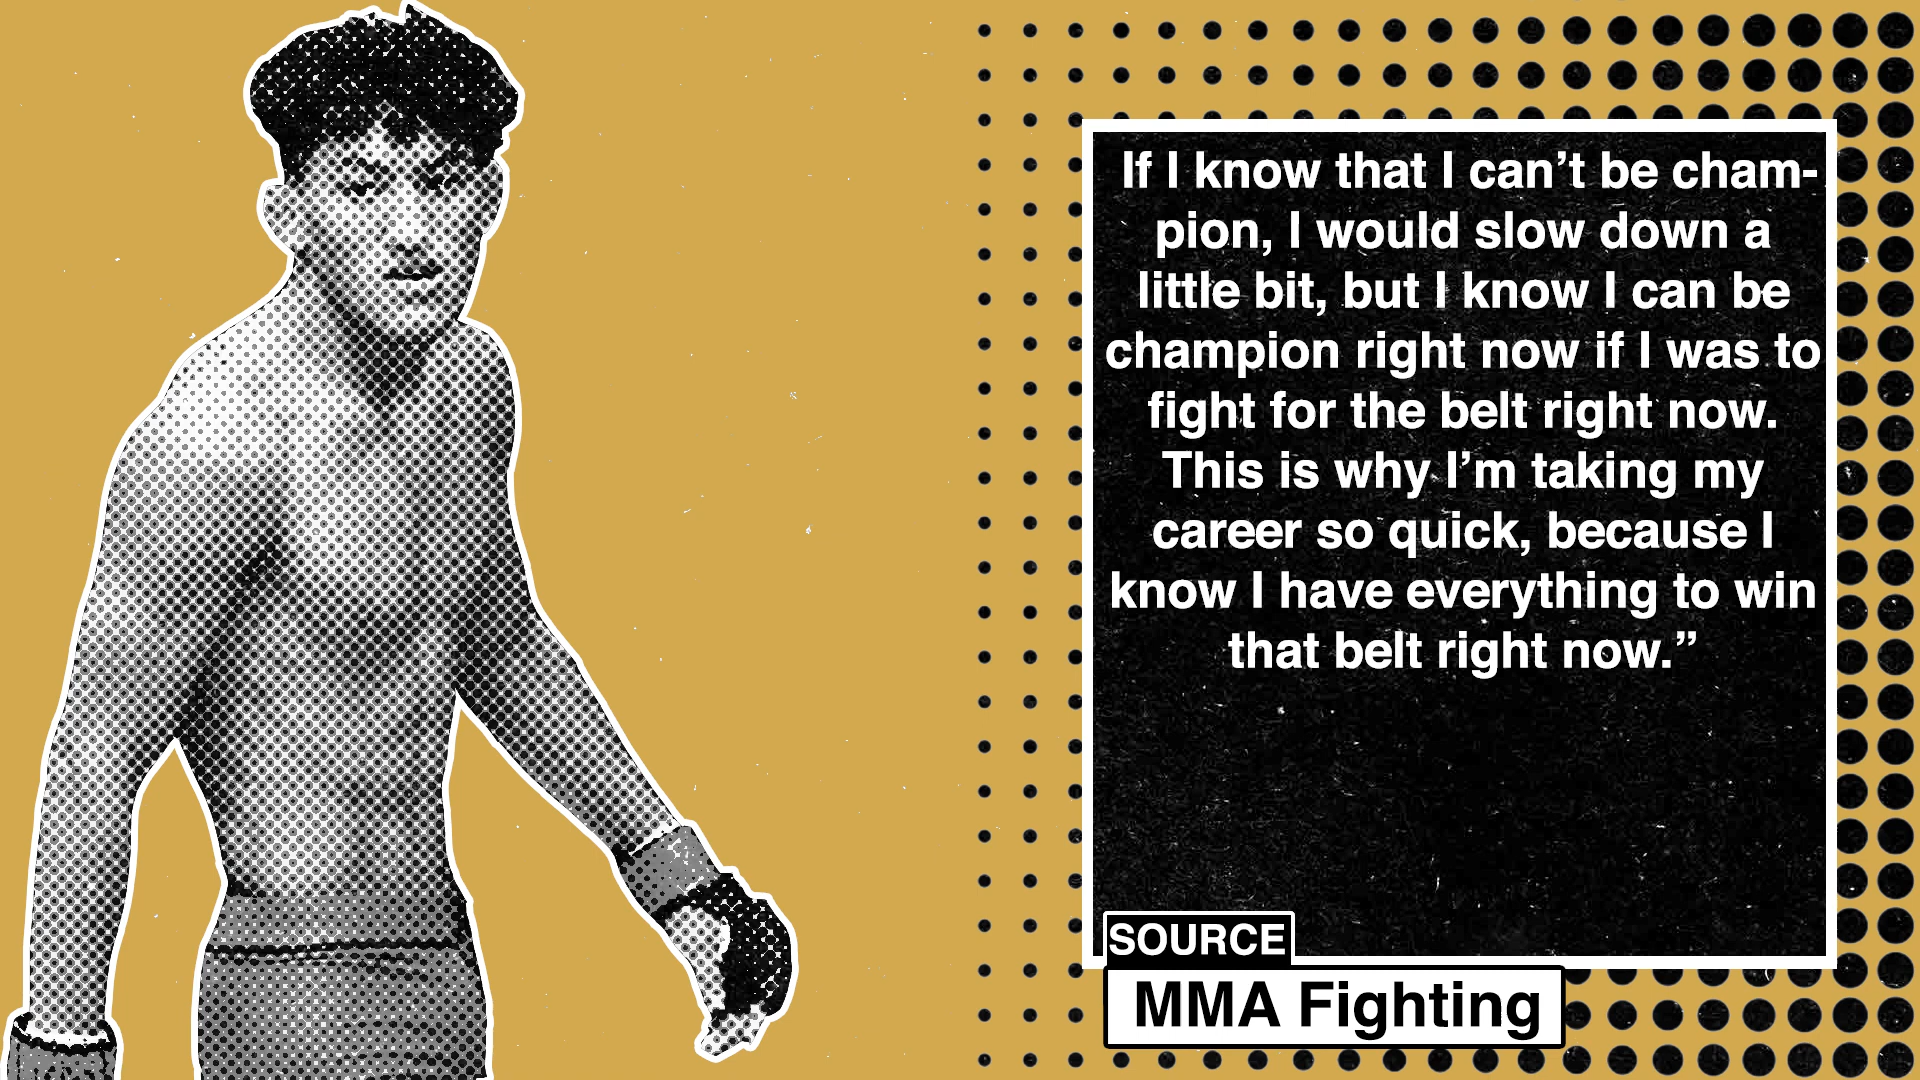 If I know that I can’t be cham-
pion, I would slow down a
little bit, but I know I can be
champion right now if I was to
fight for the belt right now.
This is why I’m taking my
career so quick, because I
know I have everything to win
that belt right now.”
SOURCE
MMA Fighting